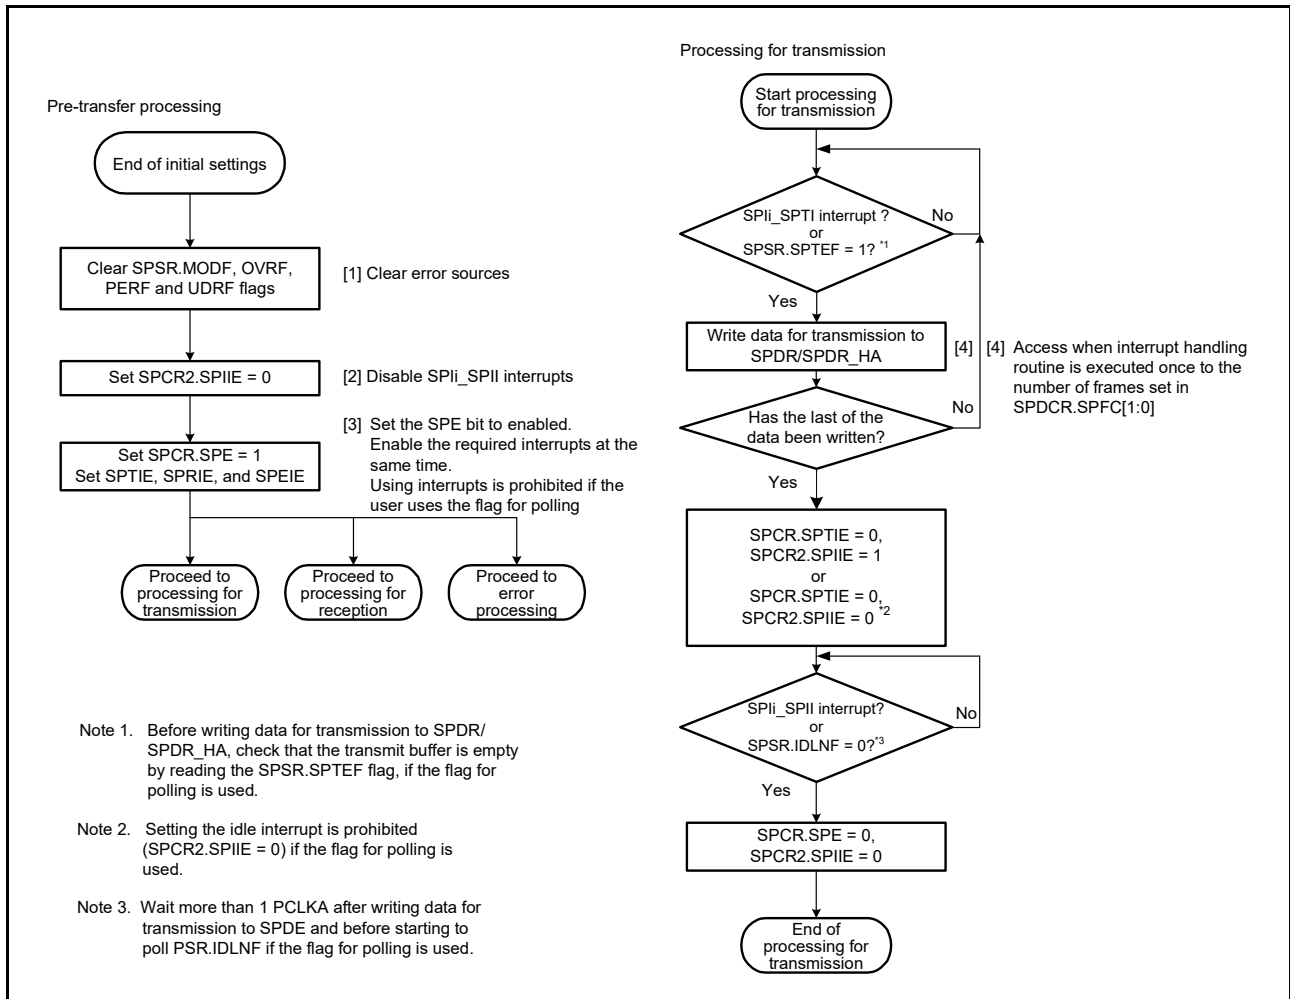 Pre-transfer processing
End of initial settings
Clear SPSR.MODF, OVRF,
PERF and UDRF flags
[1] Clear error sources
Set SPCR2.SPIIE = 0
[2] Disable SPIi_SPII interrupts
Set SPCR.SPE = 1
Set SPTIE, SPRIE, and SPEIE
[3] Set the SPE bit to enabled.
Enable the required interrupts at the
same time.
Using interrupts is prohibited if the
user uses the flag for polling
Proceed to
processing for
transmission
Proceed to
processing for
reception
Proceed to
error
processing
Note 1. Before writing data for transmission to SPDR/
SPDR_HA, check that the transmit buffer is empty
by reading the SPSR.SPTEF flag, if the flag for
polling is used.
Note 2. Setting the idle interrupt is prohibited
(SPCR2.SPIIE = 0) if the flag for polling is
used.
Note 3. Wait more than 1 PCLKA after writing data for
transmission to SPDE and before starting to
poll PSR.IDLNF if the flag for polling is used.
Processing for transmission
Start processing
for transmission
SPIi_SPTI interrupt ?
or
SPSR.SPTEF = 1? *1
No
Yes
Write data for transmission to
SPDR/SPDR_HA
[4]
[4] Access when interrupt handling
routine is executed once to the
number of frames set in
SPDCR.SPFC[1:0]
Has the last of the
data been written?
No
Yes
SPCR.SPTIE = 0,
SPCR2.SPIIE = 1
or
SPCR.SPTIE = 0,
SPCR2.SPIIE = 0 *2
SPIi_SPII interrupt?
or
SPSR.IDLNF = 0?*3
No
Yes
SPCR.SPE = 0,
SPCR2.SPIIE = 0
End of
processing for
transmission